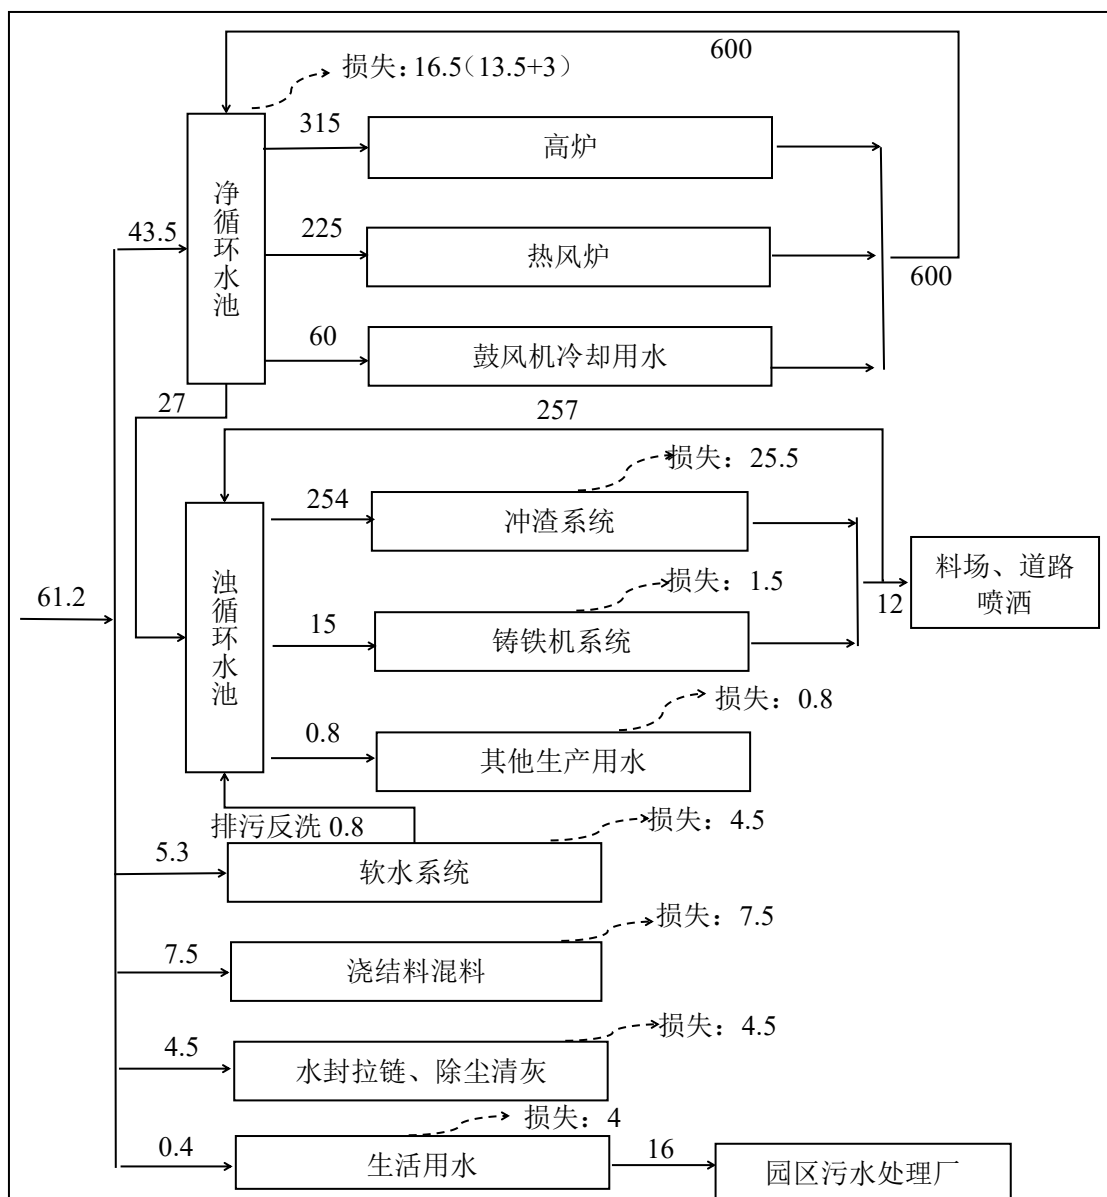 600
损失：16.5（13.5+3）
315
高炉
净循环水池
43.5
225
热风炉
600
60
鼓风机冷却用水
27
257
损失：25.5
254
冲渣系统
料场、道路
喷洒
浊循环水池
61.2
损失：1.5
12
15
铸铁机系统
损失：0.8
0.8
其他生产用水
排污反洗 0.8
损失：4.5
5.3
软水系统
损失：7.5
7.5
浇结料混料
损失：4.5
4.5
水封拉链、除尘清灰
损失：4
0.4
生活用水
16
园区污水处理厂